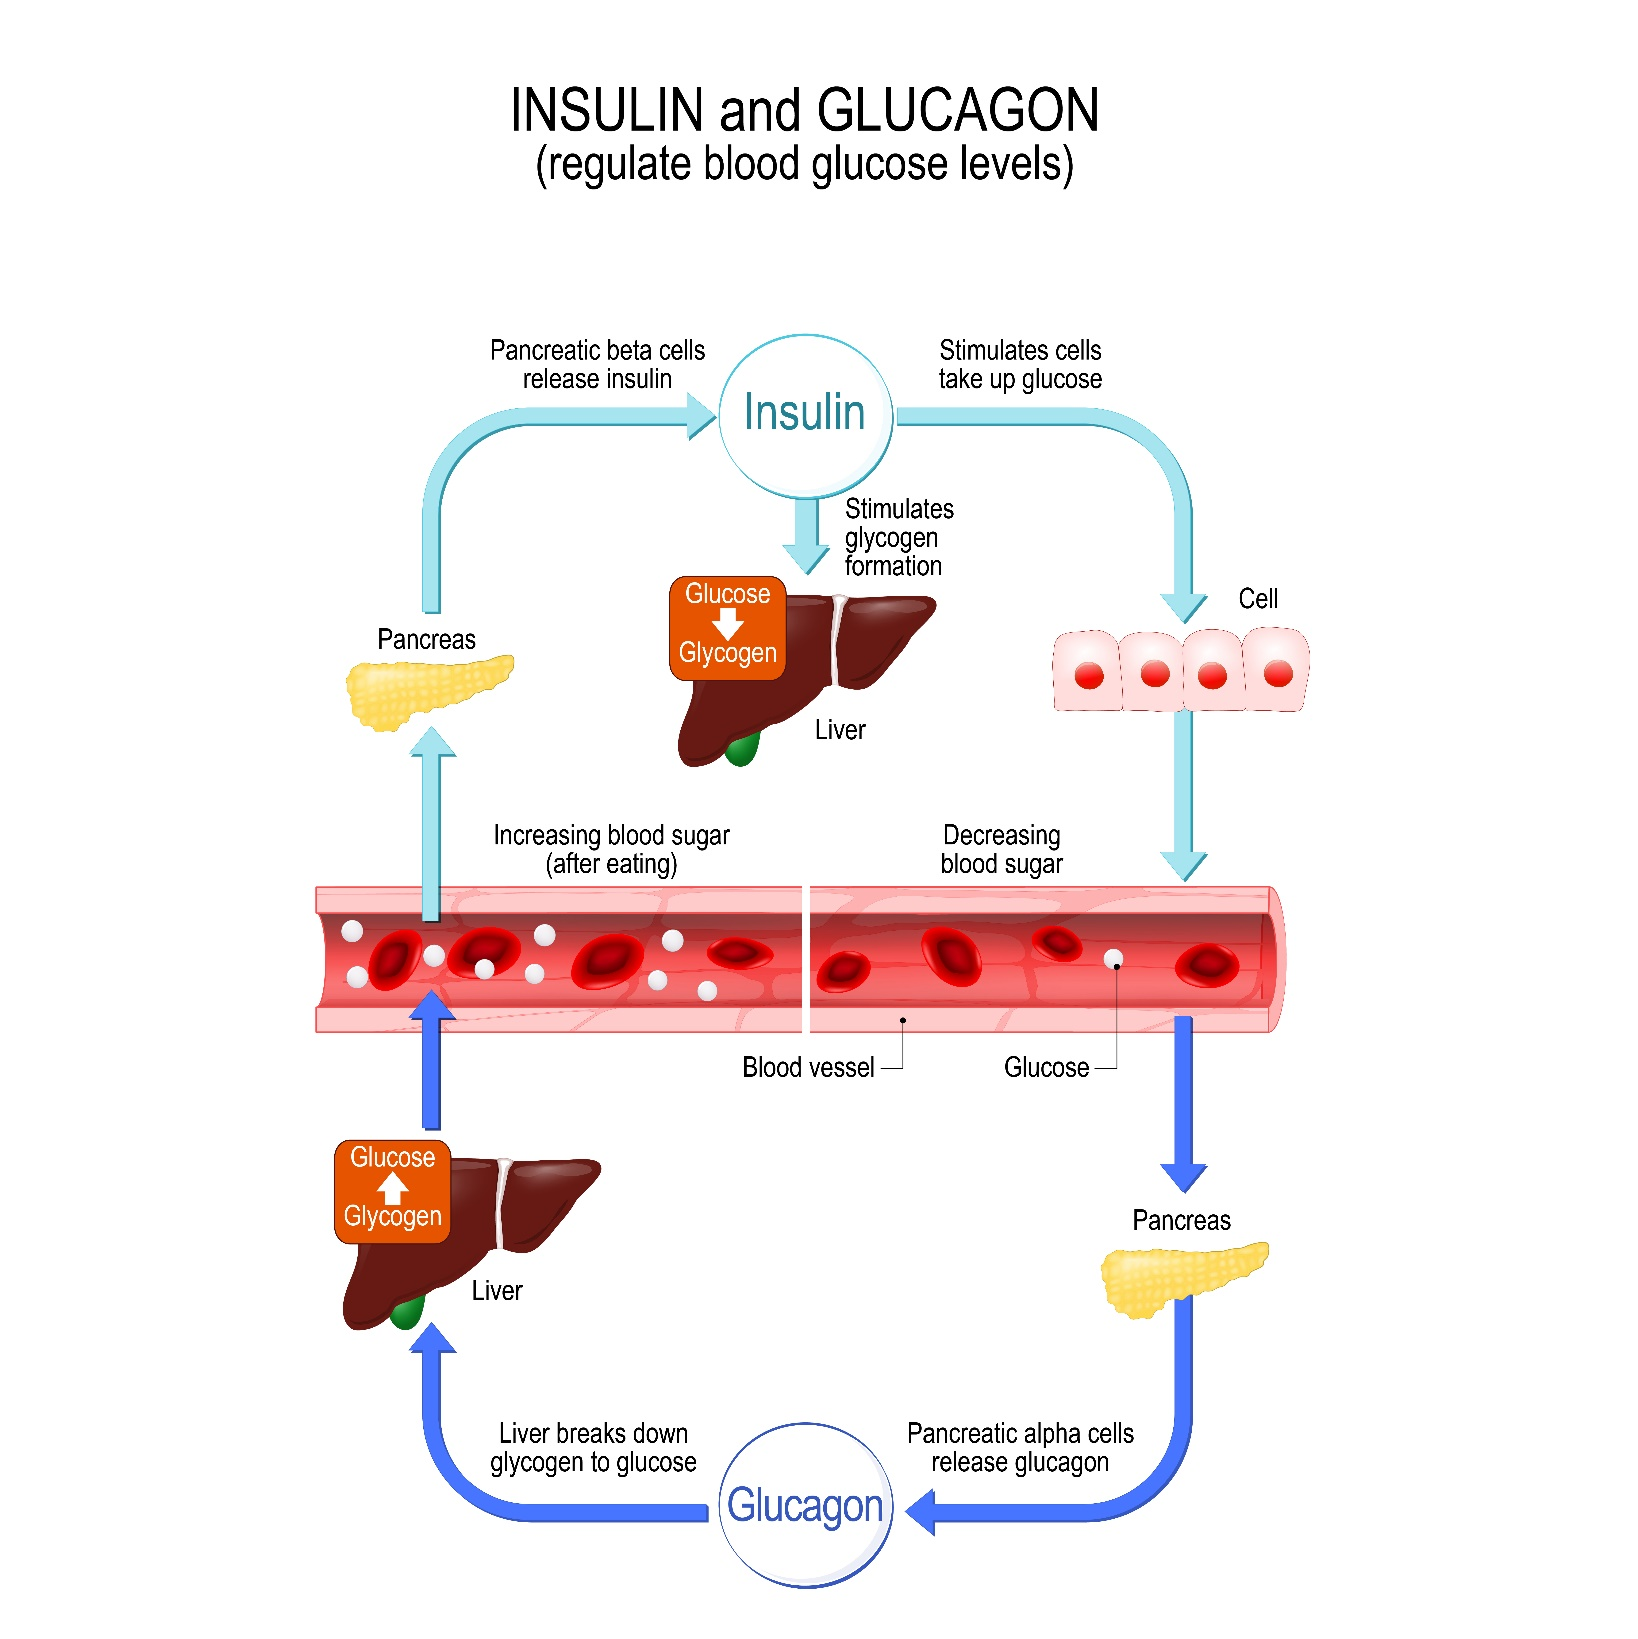 INSULIN and GLUCAGON
(regulate blood glucose levels)
Pancreatic beta cells
release insulin
Insulin
Stimulates cells
take up glucose
Stimulates
glycogen
formation
Pancreas
Glucose
Glycogen
Liver
Cell
Increasing blood sugar
(after eating)
Decreasing
blood sugar
Blood vessel
Glucose
Glucose
Glycogen
Liver
Pancreas
Liver breaks down
glycogen to glucose
Glucagon
Pancreatic alpha cells
release glucagon